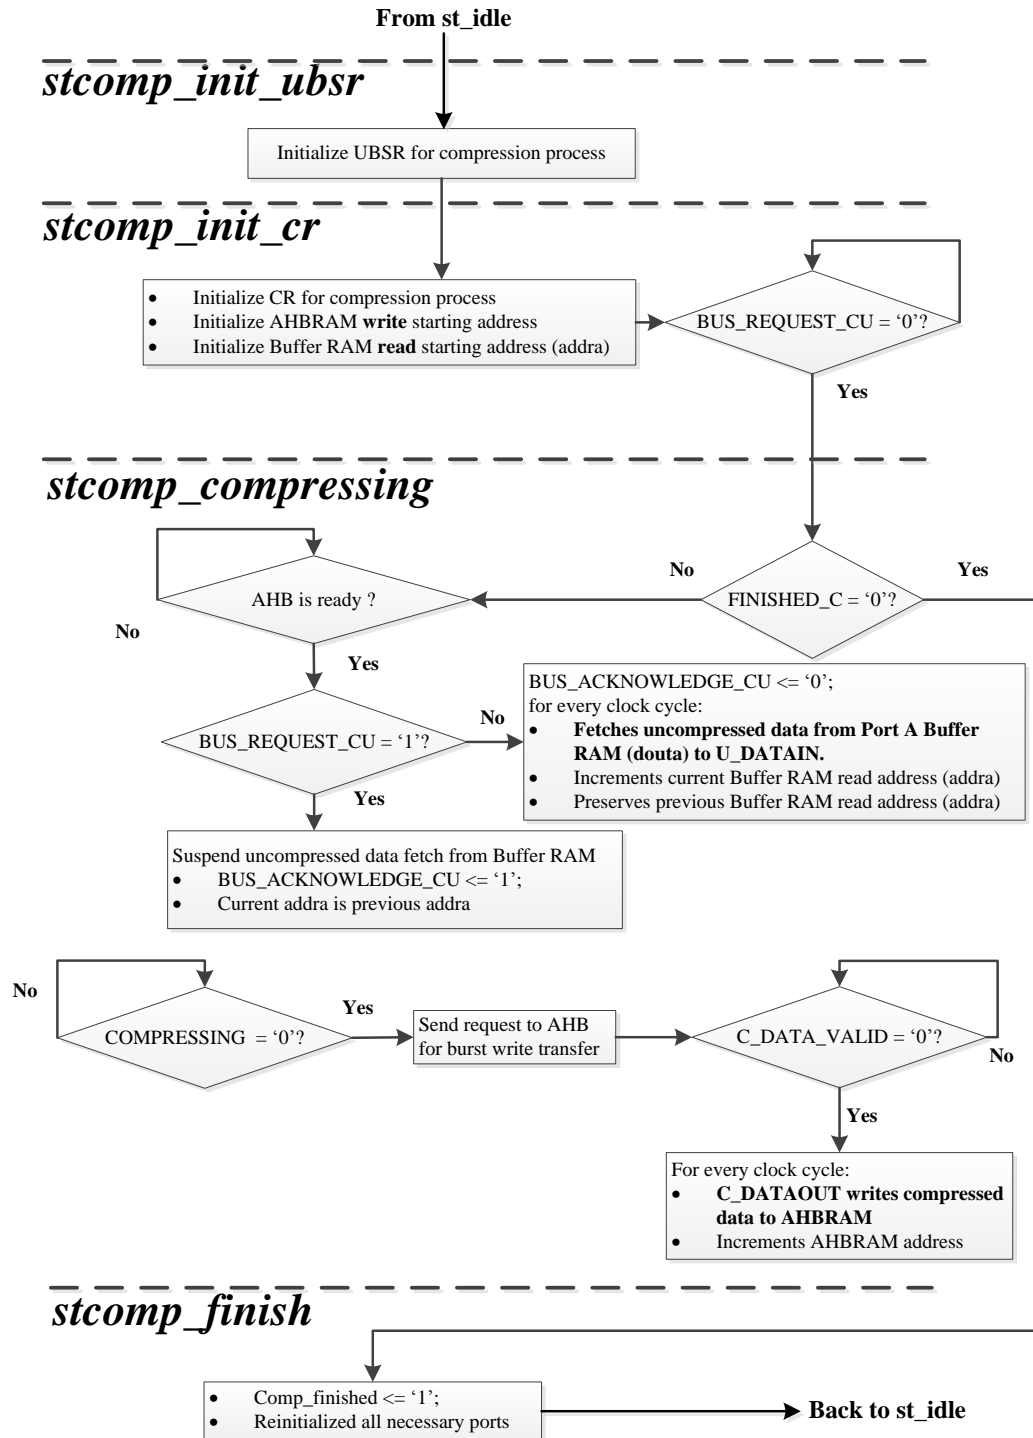 From st_idle
stcomp_init_ubsr
Initialize UBSR for compression process
stcomp_init_cr
• Initialize CR for compression process
• Initialize AHBRAM write starting address
• Initialize Buffer RAM read starting address (addra)
BUS_REQUEST_CU = ‘0’?
Yes
stcomp_compressing
AHB is ready ?
No
Yes
No
FINISHED_C = ‘0’?
Yes
BUS_REQUEST_CU = ‘1’?
No
Yes
BUS_ACKNOWLEDGE_CU <= ‘0’;
for every clock cycle:
• Fetches uncompressed data from Port A Buffer
RAM (douta) to U_DATAIN.
• Increments current Buffer RAM read address (addra)
• Preserves previous Buffer RAM read address (addra)
Suspend uncompressed data fetch from Buffer RAM
• BUS_ACKNOWLEDGE_CU <= ‘1’;
• Current addra is previous addra
No
COMPRESSING = ‘0’?
Yes
Send request to AHB
for burst write transfer
C_DATA_VALID = ‘0’?
No
Yes
For every clock cycle:
• C_DATAOUT writes compressed
data to AHBRAM
• Increments AHBRAM address
stcomp_finish
• Comp_finished <= ‘1’;
• Reinitialized all necessary ports
Back to st_idle